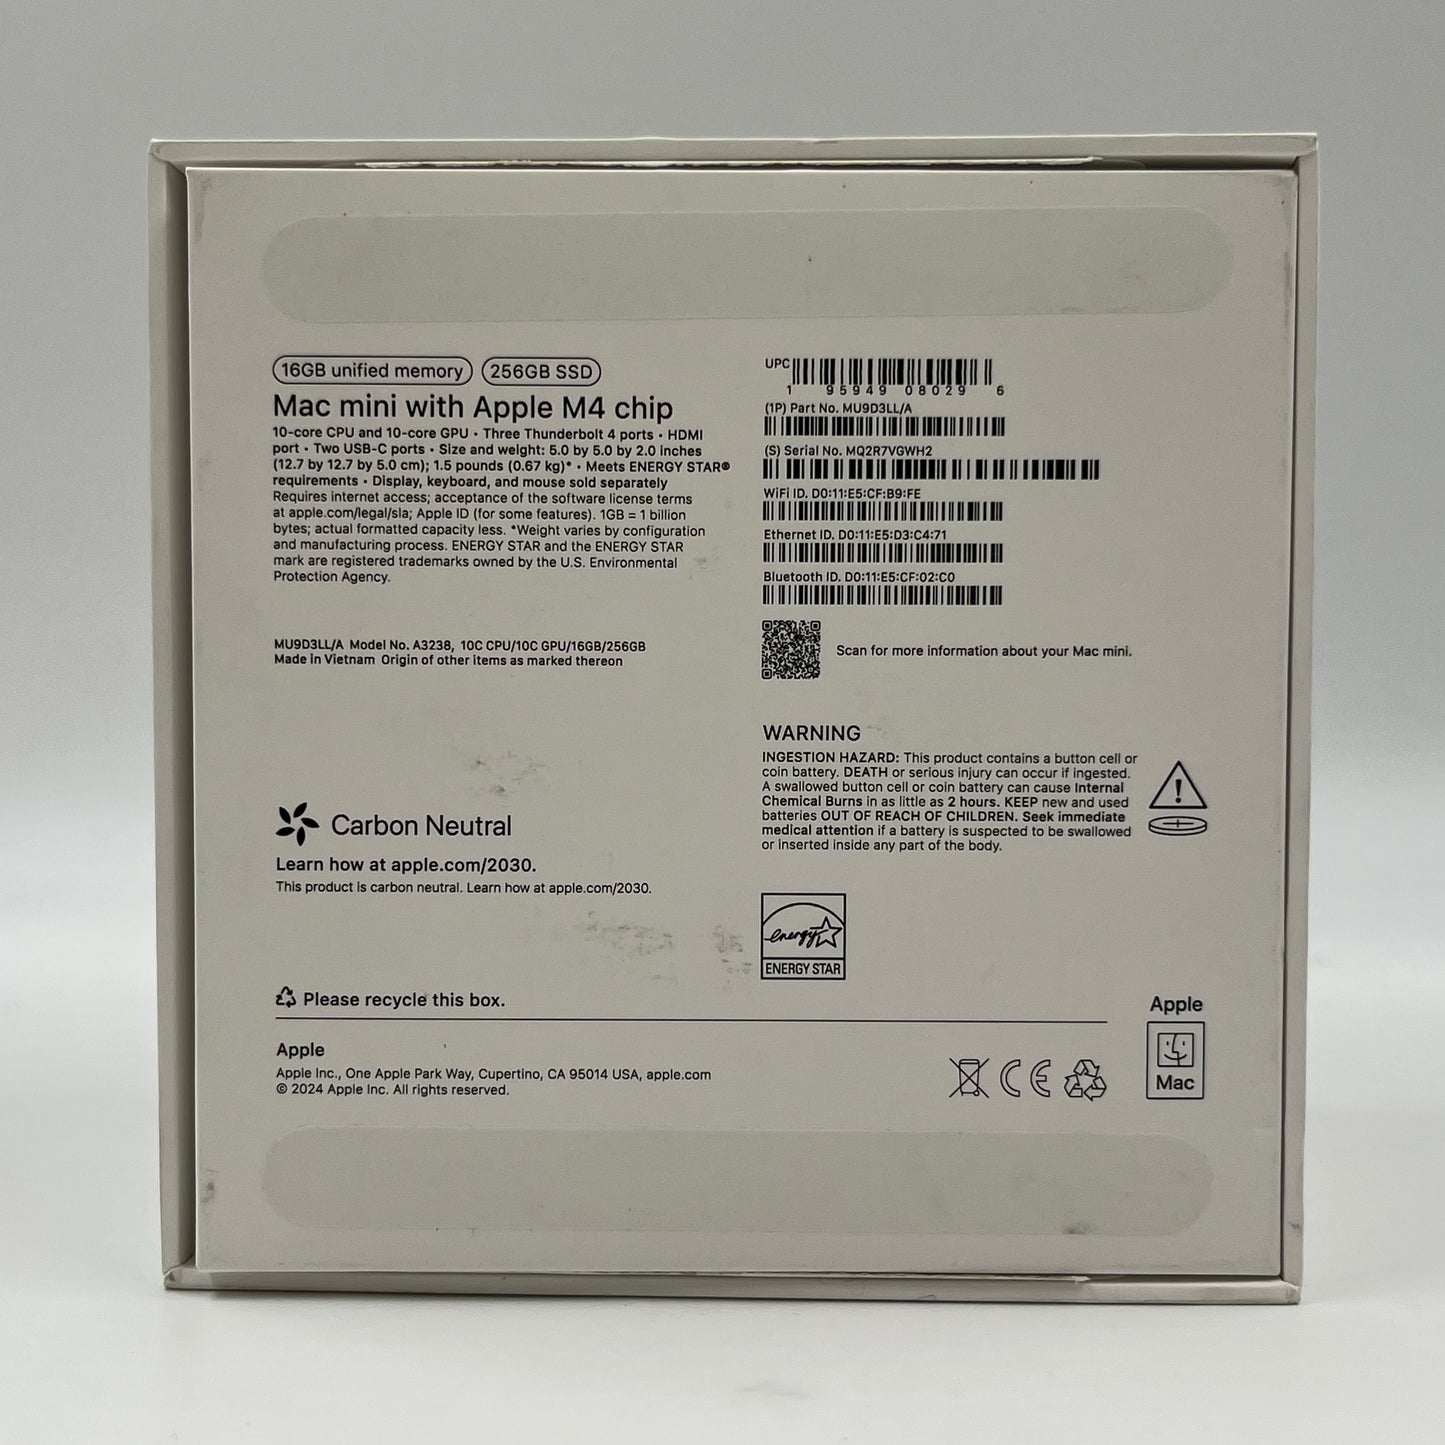 16GB unified memory 256GB SSD
Mac mini with Apple M4 chip
10-core CPU and 10-core GPU • Three Thunderbolt 4 ports • HDMI
port • Two USB-C ports • Size and weight: 5.0 by 5.0 by 2.0 inches
(12.7 by 12.7 by 5.0 cm); 1.5 pounds (0.67 kg)* • Meets ENERGY STAR®
requirements • Display, keyboard, and mouse sold separately
Requires internet access; acceptance of the software license terms
at apple.com/legal/sla; Apple ID (for some features). 1GB = 1 billion
bytes; actual formatted capacity less. *Weight varies by configuration
and manufacturing process. ENERGY STAR and the ENERGY STAR
mark are registered trademarks owned by the U.S. Environmental
Protection Agency.
MU9D3LL/A Model No. A3238, 10C CPU/10C GPU/16GB/256GB
Made in Vietnam Origin of other items as marked thereon
Carbon Neutral
Learn how at apple.com/2030.
This product is carbon neutral. Learn how at apple.com/2030.
UPC
1 95949 08029 6
(1P) Part No. MU9D3LL/A
(S) Serial No. MQ2R7VGWH2
WiFi ID. D0:11:E5:CF:B9:FE
Ethernet ID. D0:11:E5:D3:C4:71
Bluetooth ID. D0:11:E5:CF:02:C0
Scan for more information about your Mac mini.
WARNING
INGESTION HAZARD: This product contains a button cell or
coin battery. DEATH or serious injury can occur if ingested.
A swallowed button cell or coin battery can cause Internal
Chemical Burns in as little as 2 hours. KEEP new and used
batteries OUT OF REACH OF CHILDREN. Seek immediate
medical attention if a battery is suspected to be swallowed
or inserted inside any part of the body.
energy
ENERGY STAR
Please recycle this box.
Apple
Apple Inc., One Apple Park Way, Cupertino, CA 95014 USA, apple.com
© 2024 Apple Inc. All rights reserved.
CE
Apple
Mac